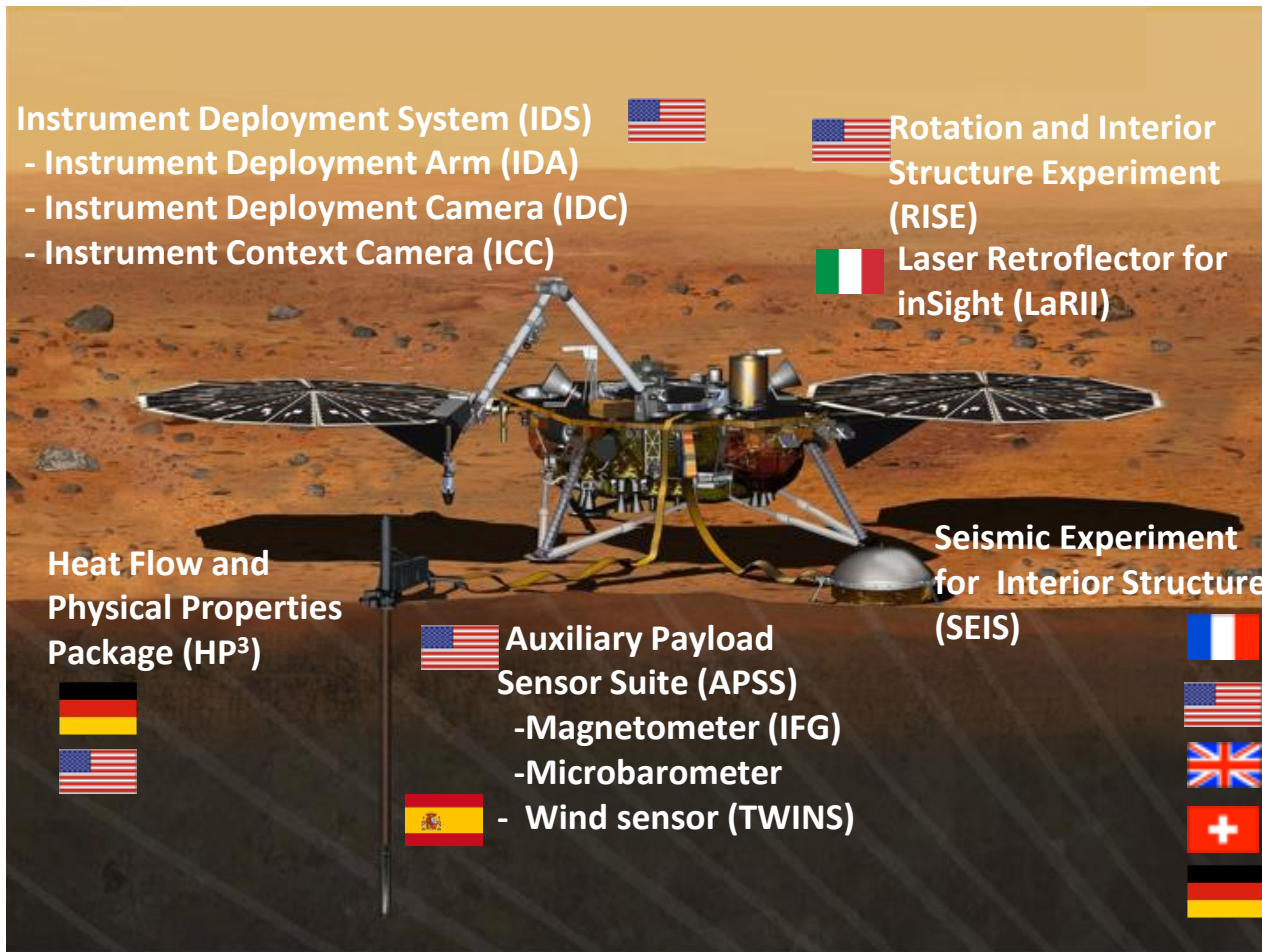 Instrument Deployment System (IDS)
- Instrument Deployment Arm (IDA)
- Instrument Deployment Camera (IDC)
- Instrument Context Camera (ICC)
Rotation and Interior
Structure Experiment
(RISE)
Laser Retroflector for
inSight (LaRII)
Heat Flow and
Physical Properties
Package (HP³)
Auxiliary Payload
Sensor Suite (APSS)
-Magnetometer (IFG)
-Microbarometer
- Wind sensor (TWINS)
Seismic Experiment
for Interior Structure
(SEIS)